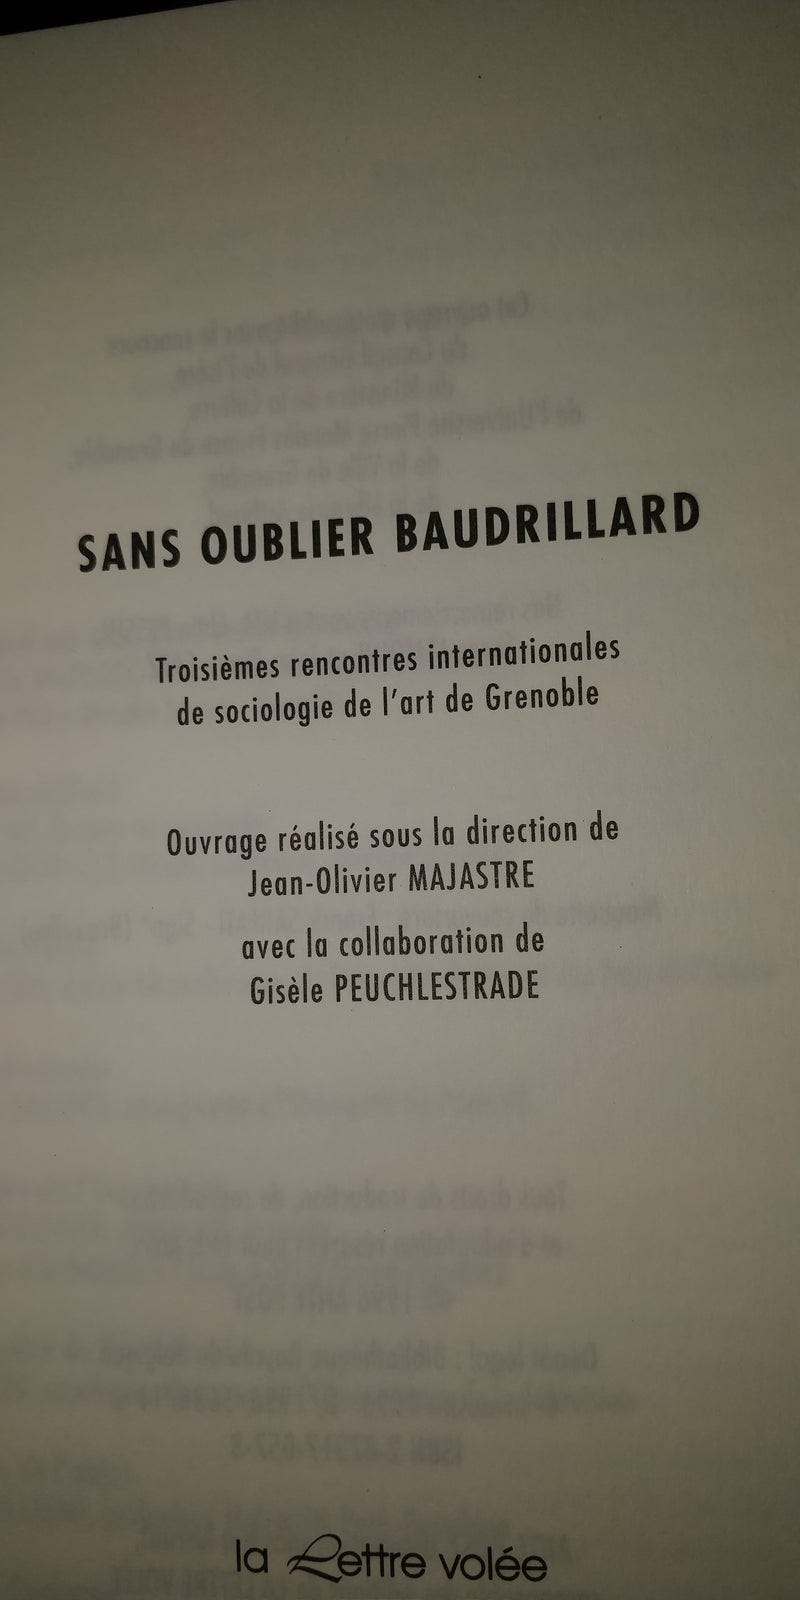 SANS OUBLIER BAUDRILLARD
Troisièmes rencontres internationales
de sociologie de l'art de Grenoble
Ouvrage réalisé sous la direction de
Jean-Olivier MAJASTRE
avec la collaboration de
Gisèle PEUCHLESTRADE
la Lettre volée